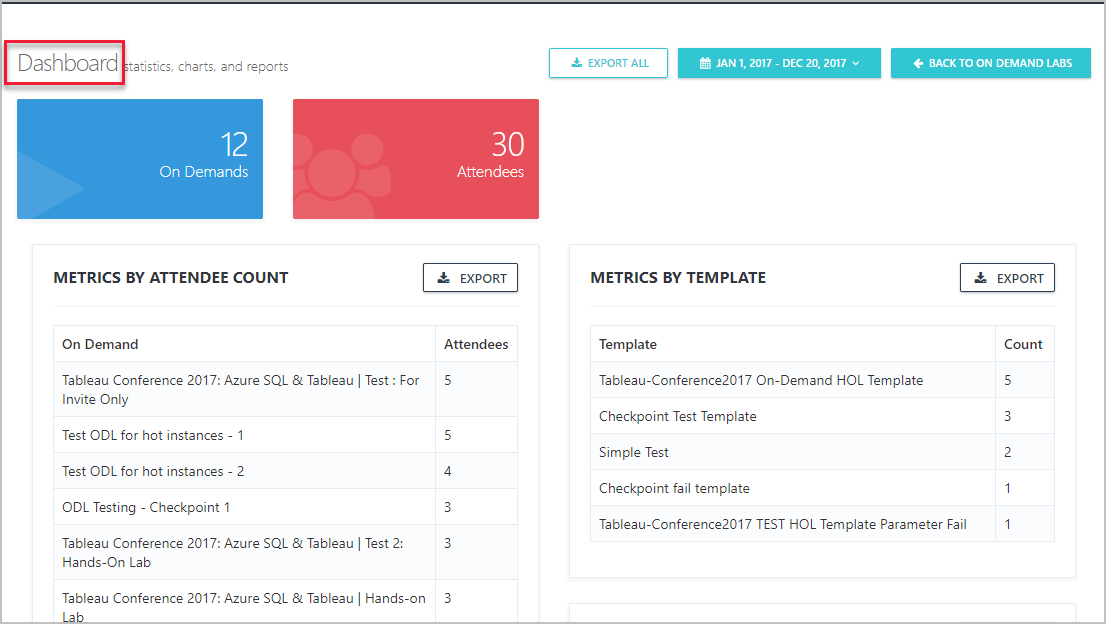 Dashboard statistics, charts, and reports
EXPORT ALL
JAN 1, 2017 - DEC 20, 2017
BACK TO ON DEMAND LABS
12
On Demands
30
Attendees
METRICS BY ATTENDEE COUNT
EXPORT
On Demand Attendees
Tableau Conference 2017: Azure SQL & Tableau | Test : For 5
Invite Only
Test ODL for hot instances - 1 5
Test ODL for hot instances - 2 4
ODL Testing - Checkpoint 1 3
Tableau Conference 2017: Azure SQL & Tableau | Test 2: 3
Hands-On Lab
Tableau Conference 2017: Azure SQL & Tableau | Hands-on 3
Lab
METRICS BY TEMPLATE
EXPORT
Template Count
Tableau-Conference2017 On-Demand HOL Template 5
Checkpoint Test Template 3
Simple Test 2
Checkpoint fail template 1
Tableau-Conference2017 TEST HOL Template Parameter Fail 1